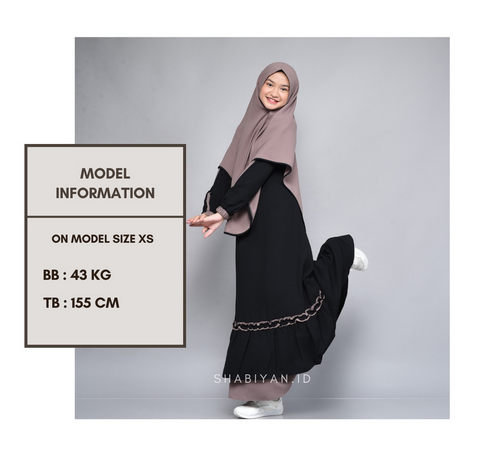 MODEL
INFORMATION
ON MODEL SIZE XS
BB : 43 KG
TB : 155 CM
SHABIYAN.ID